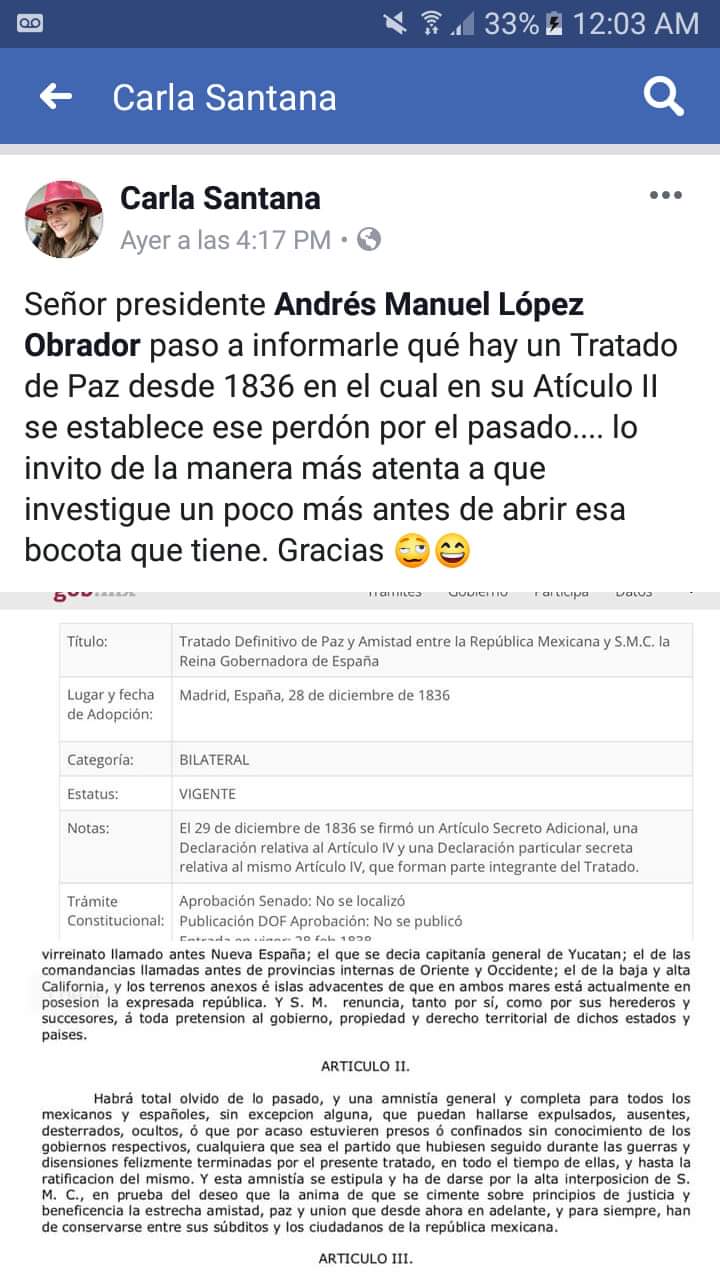 33% 12:03 AM
Carla Santana
Carla Santana
Ayer a las 4:17 PM •
Señor presidente Andrés Manuel López
Obrador paso a informarle qué hay un Tratado
de Paz desde 1836 en el cual en su Atículo II
se establece ese perdón por el pasado.... lo
invito de la manera más atenta a que
investigue un poco más antes de abrir esa
bocota que tiene. Gracias 🥴😄
Trámites Gobierno Participa Datos
Título: Tratado Definitivo de Paz y Amistad entre la República Mexicana y S.M.C. la
Reina Gobernadora de España
Lugar y fecha
de Adopción: Madrid, España, 28 de diciembre de 1836
Categoría: BILATERAL
Estatus: VIGENTE
Notas: El 29 de diciembre de 1836 se firmó un Artículo Secreto Adicional, una
Declaración relativa al Artículo IV y una Declaración particular secreta
relativa al mismo Artículo IV, que forman parte integrante del Tratado.
Trámite
Constitucional: Aprobación Senado: No se localizó
Publicación DOF Aprobación: No se publicó
Entrada en vigor: 28 feb 1838
virreinato llamado antes Nueva España; el que se decia capitanía general de Yucatan; el de las
comandancias llamadas antes de provincias internas de Oriente y Occidente; el de la baja y alta
California, y los terrenos anexos é islas advacentes de que en ambos mares está actualmente en
posesion la expresada república. Y S. M. renuncia, tanto por sí, como por sus herederos y
succesores, á toda pretension al gobierno, propiedad y derecho territorial de dichos estados y
paises.
ARTICULO II.
Habrá total olvido de lo pasado, y una amnistía general y completa para todos los
mexicanos y españoles, sin excepcion alguna, que puedan hallarse expulsados, ausentes,
desterrados, ocultos, ó que por acaso estuvieren presos ó confinados sin conocimiento de los
gobiernos respectivos, cualquiera que sea el partido que hubiesen seguido durante las guerras y
disensiones felizmente terminadas por el presente tratado, en todo el tiempo de ellas, y hasta la
ratificacion del mismo. Y esta amnistía se estipula y ha de darse por la alta interposicion de S.
M. C., en prueba del deseo que la anima de que se cimente sobre principios de justicia y
beneficencia la estrecha amistad, paz y union que desde ahora en adelante, y para siempre, han
de conservarse entre sus súbditos y los ciudadanos de la república mexicana.
ARTICULO III.